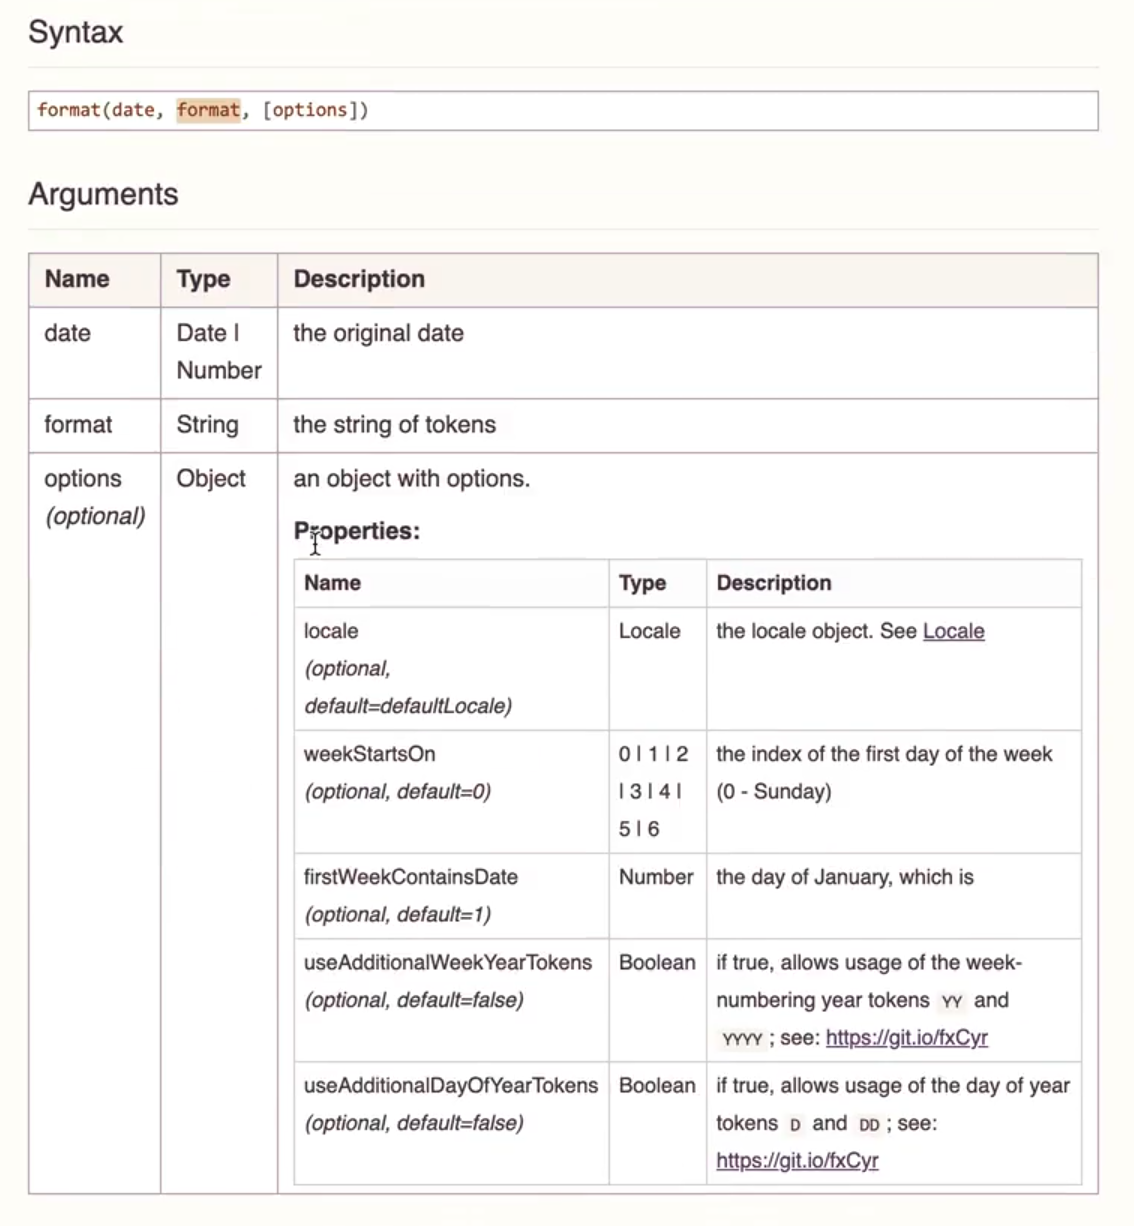 Syntax
format(date, format, [options])
Arguments
Name Type Description
date Date | Number the original date
format String the string of tokens
options (optional) Object an object with options.
Properties:
Name Type Description
locale Locale the locale object. See Locale
(optional,
default=defaultLocale)
weekStartsOn 0 | 1 | 2 the index of the first day of the week
(optional, default=0) | 3 | 4 | (0 - Sunday)
5 | 6
firstWeekContainsDate Number the day of January, which is
(optional, default=1)
useAdditionalWeekYearTokens Boolean if true, allows usage of the week-
(optional, default=false) numbering year tokens YY and
YYYY ; see: https://git.io/fxCyr
useAdditionalDayOfYearTokens Boolean if true, allows usage of the day of year
(optional, default=false) tokens D and DD ; see:
https://git.io/fxCyr